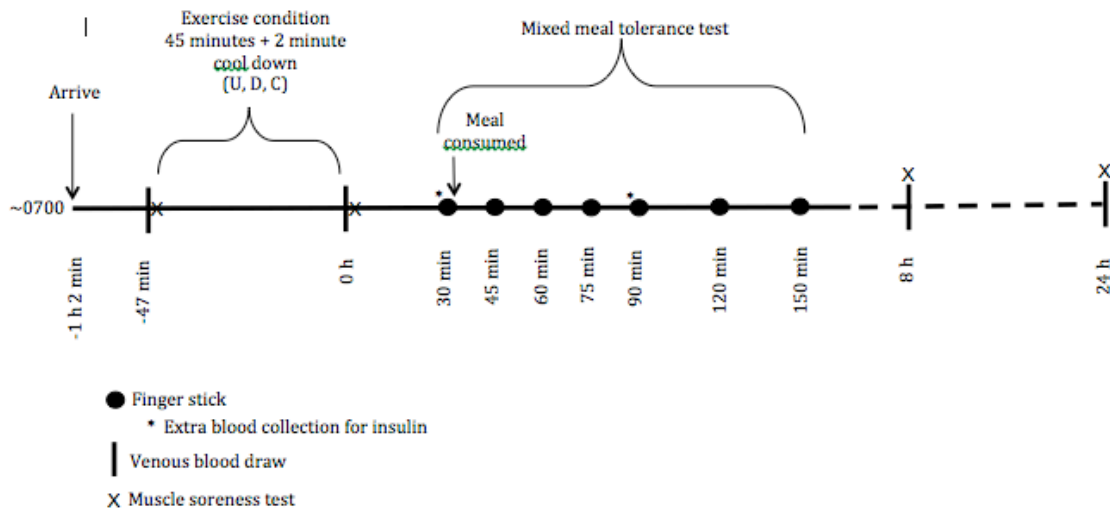 Exercise condition
45 minutes + 2 minute
cool down
(U, D, C)
Mixed meal tolerance test
Arrive
Meal
consumed
* *
X X
~0700 X X
-1 h 2 min
-47 min
0 h
30 min
45 min
60 min
75 min
90 min
120 min
150 min
8 h
24 h
Finger stick
* Extra blood collection for insulin
Venous blood draw
X Muscle soreness test